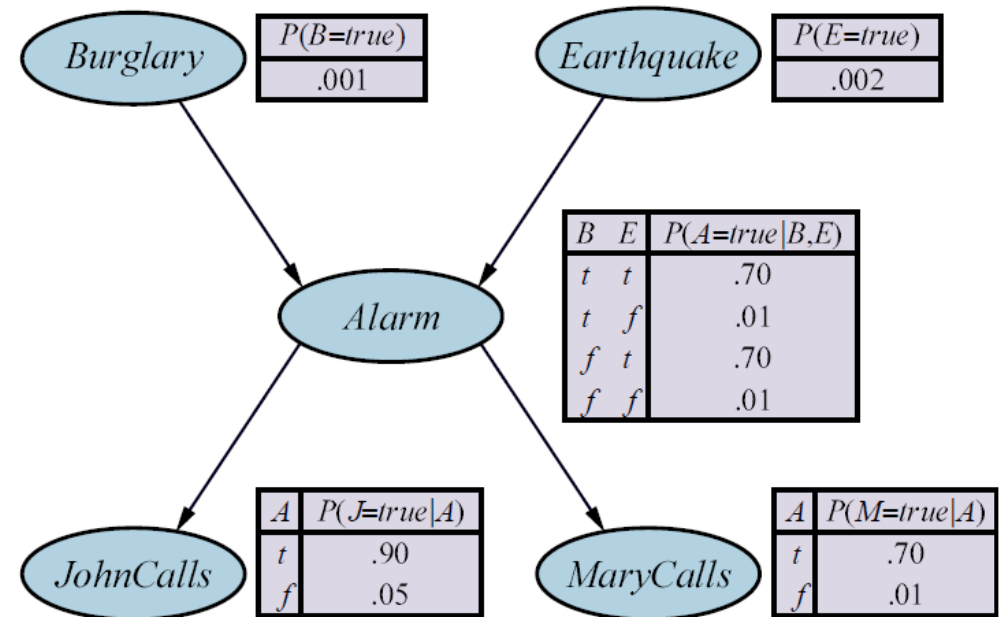 Burglary
P(B=true)
.001
Earthquake
P(E=true)
.002
B E P(A=true|B,E)
t t .70
t f .01
f t .70
f f .01
Alarm
JohnCalls
A P(J=true|A)
t .90
f .05
MaryCalls
A P(M=true|A)
t .70
f .01